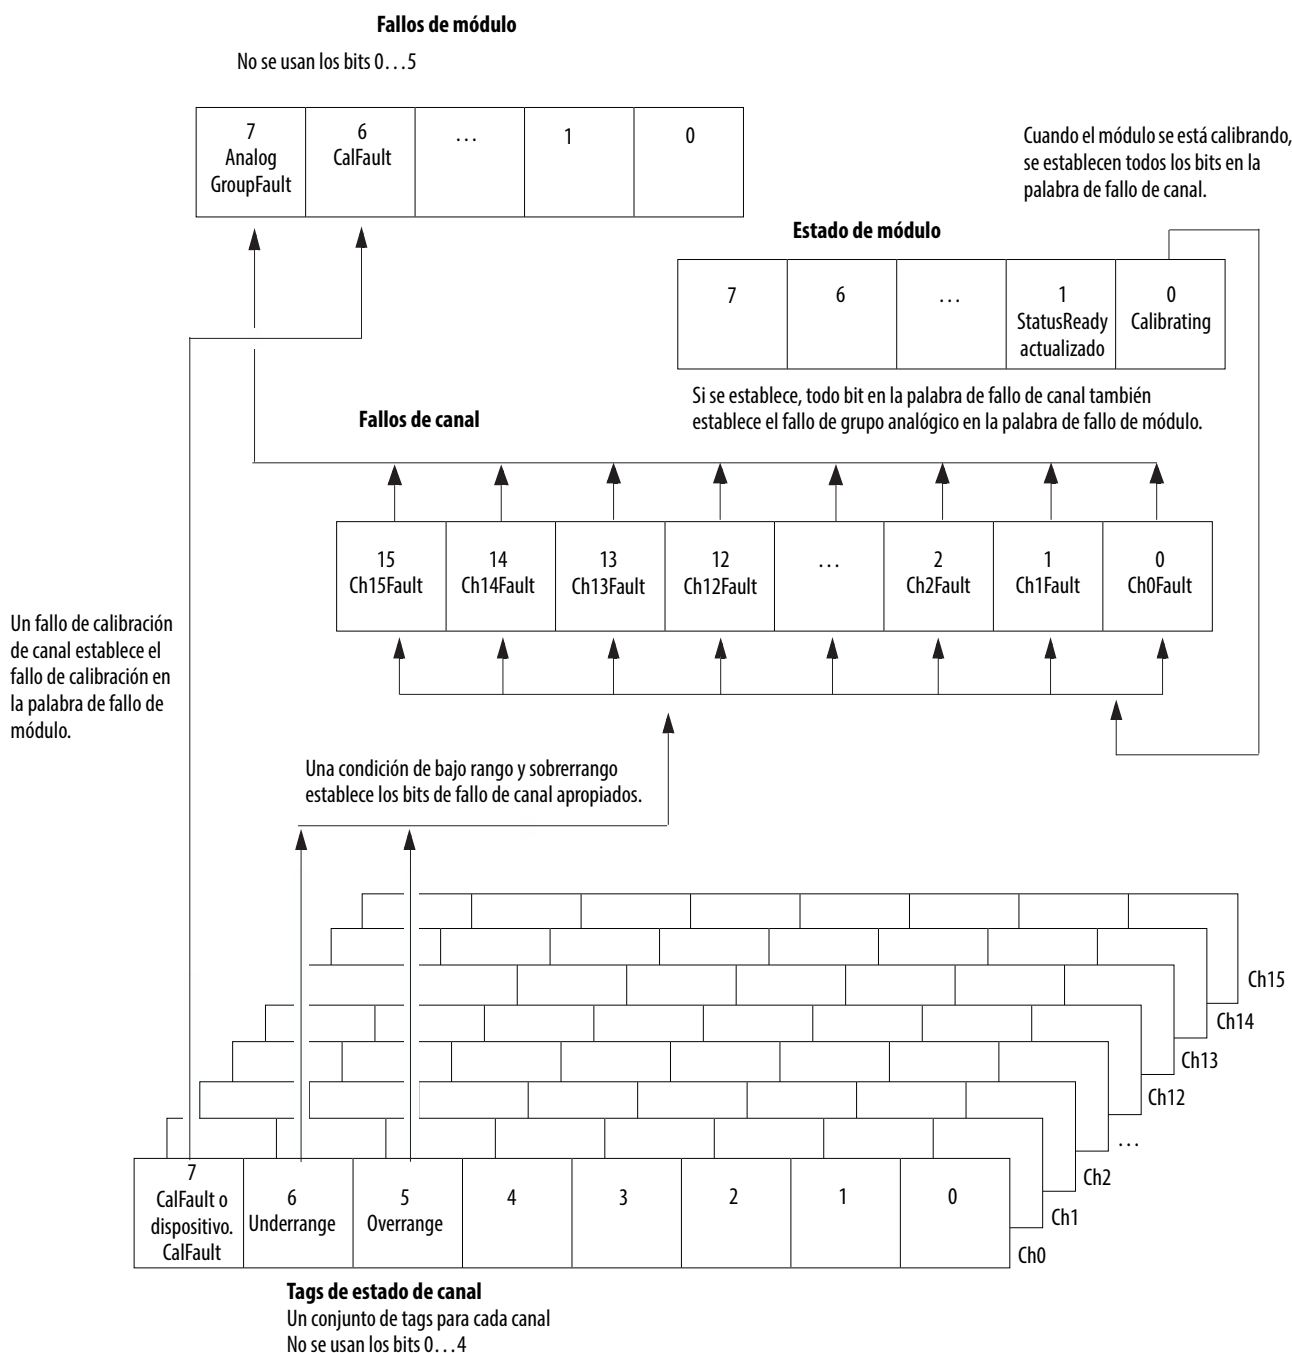 Fallos de módulo
No se usan los bits 0…5
7
Analog
GroupFault
6
CalFault
…
1
0
Cuando el módulo se está calibrando,
se establecen todos los bits en la
palabra de fallo de canal.
Estado de módulo
7
6
…
1
StatusReady
actualizado
0
Calibrating
Si se establece, todo bit en la palabra de fallo de canal también
establece el fallo de grupo analógico en la palabra de fallo de módulo.
Fallos de canal
15
Ch15Fault
14
Ch14Fault
13
Ch13Fault
12
Ch12Fault
…
2
Ch2Fault
1
Ch1Fault
0
Ch0Fault
Un fallo de calibración
de canal establece el
fallo de calibración en
la palabra de fallo de
módulo.
Una condición de bajo rango y sobrerrango
establece los bits de fallo de canal apropiados.
Ch15
Ch14
Ch13
Ch12
…
Ch2
Ch1
Ch0
7
CalFault o
dispositivo.
CalFault
6
Underrange
5
Overrange
4
3
2
1
0
Tags de estado de canal
Un conjunto de tags para cada canal
No se usan los bits 0…4